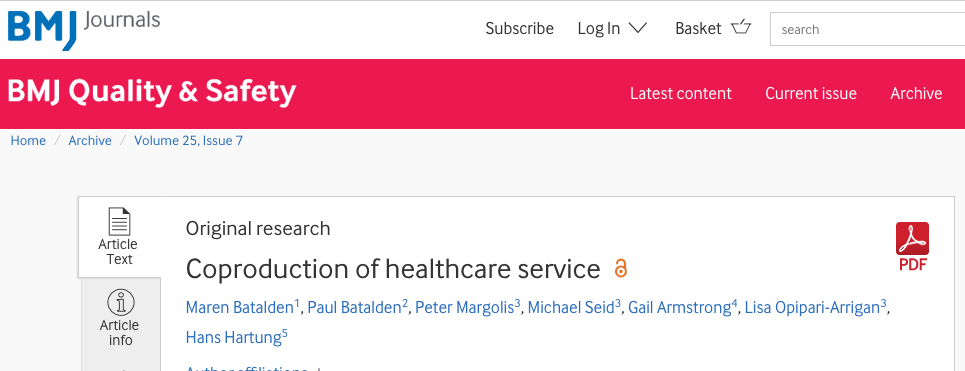 BMJ Journals
Subscribe Log In Basket search
BMJ Quality & Safety
Latest content Current issue Archive
Home / Archive / Volume 25, Issue 7
Article
Text
Original research
PDF
Coproduction of healthcare service
Article
info
Maren Batalden1, Paul Batalden2, Peter Margolis3, Michael Seid3, Gail Armstrong4, Lisa Opipari-Arrigan3,
Hans Hartung5
Author affiliations +